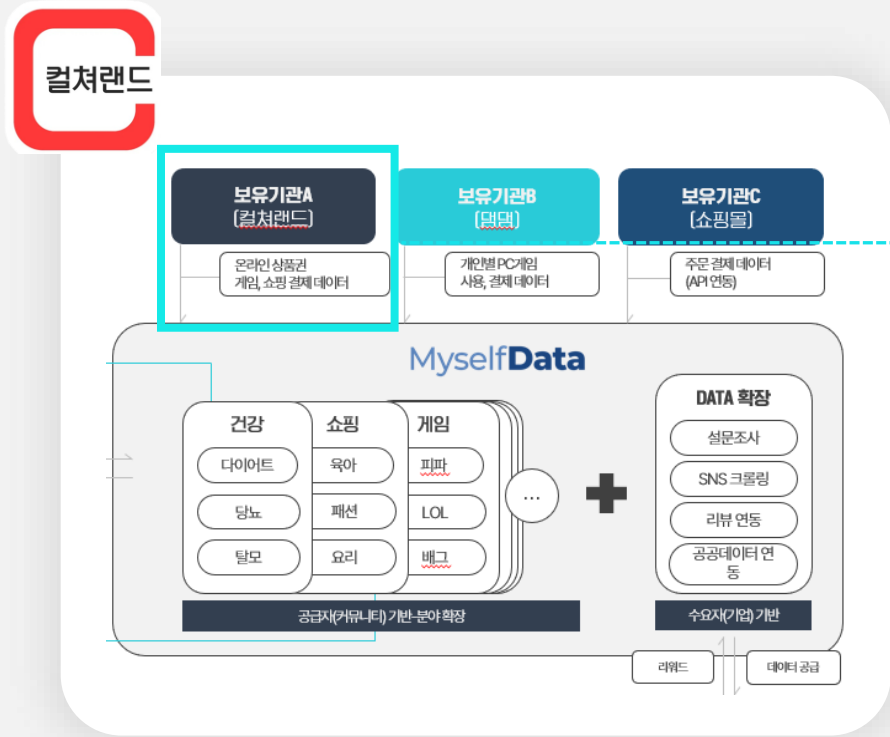 컬쳐랜드
보유기관A
(컬쳐랜드)
보유기관B
(댐댐)
보유기관C
(쇼핑몰)
온라인 상품권
게임, 쇼핑 결제 데이터
개인별 PC게임
사용, 결제 데이터
주문 결제 데이터
(API 연동)
MyselfData
건강
다이어트
당뇨
탈모
쇼핑
육아
패션
요리
게임
피파
LOL
배그
...
DATA 확장
설문조사
SNS 크롤링
리뷰 연동
공공데이터 연
동
공급자(커뮤니티) 기반-분야 확장
수요자(기업) 기반
리워드
데이터 공급